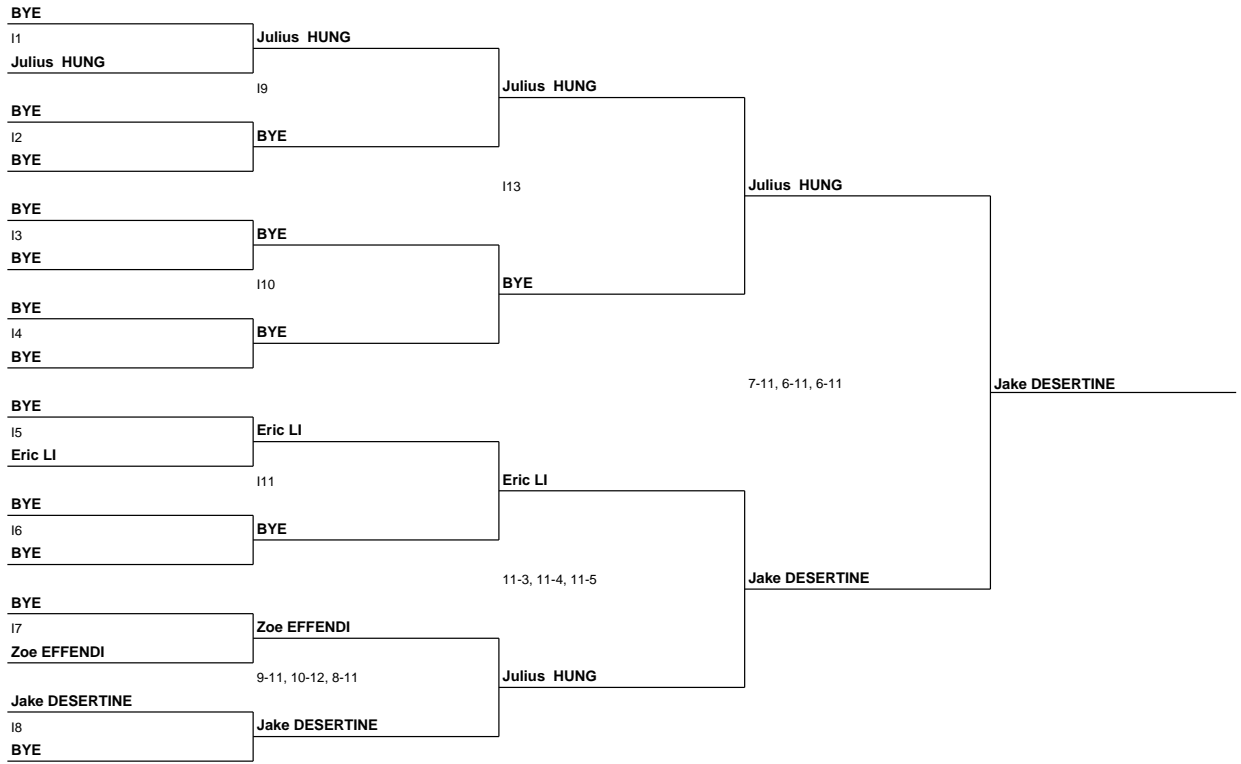 BYE
I1
Julius HUNG
BYE
I2
BYE
BYE
I3
BYE
BYE
I4
BYE
BYE
I5
Eric LI
BYE
I6
BYE
BYE
I7
Zoe EFFENDI
Jake DESERTINE
I8
BYE
Julius HUNG
I9
BYE
BYE
I10
BYE
Eric LI
I11
BYE
Zoe EFFENDI
9-11, 10-12, 8-11
Jake DESERTINE
Julius HUNG
I13
BYE
Eric LI
11-3, 11-4, 11-5
Julius HUNG
Julius HUNG
7-11, 6-11, 6-11
Jake DESERTINE
Jake DESERTINE